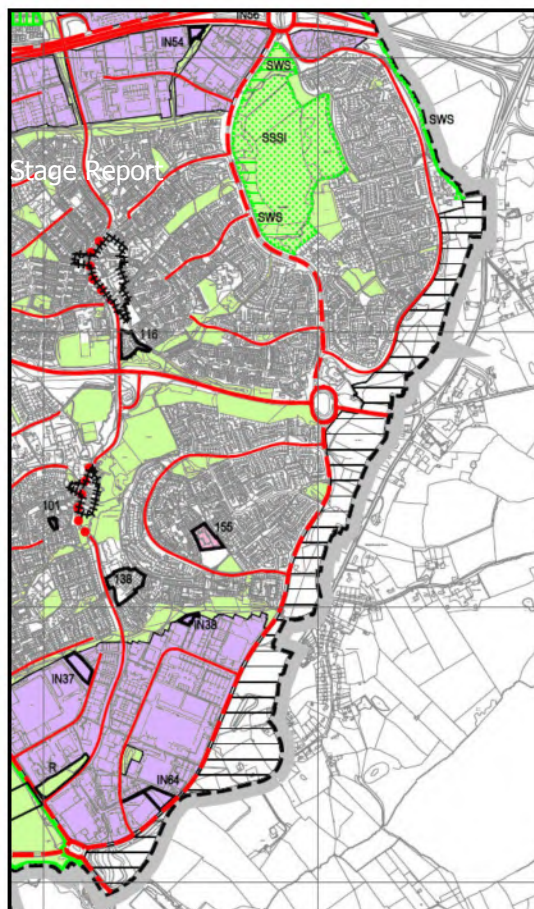 IN56
IN54
SWS
SWS
SSSI
Stage Report
SWS
116
101
155
138
IN38
IN37
R
IN64